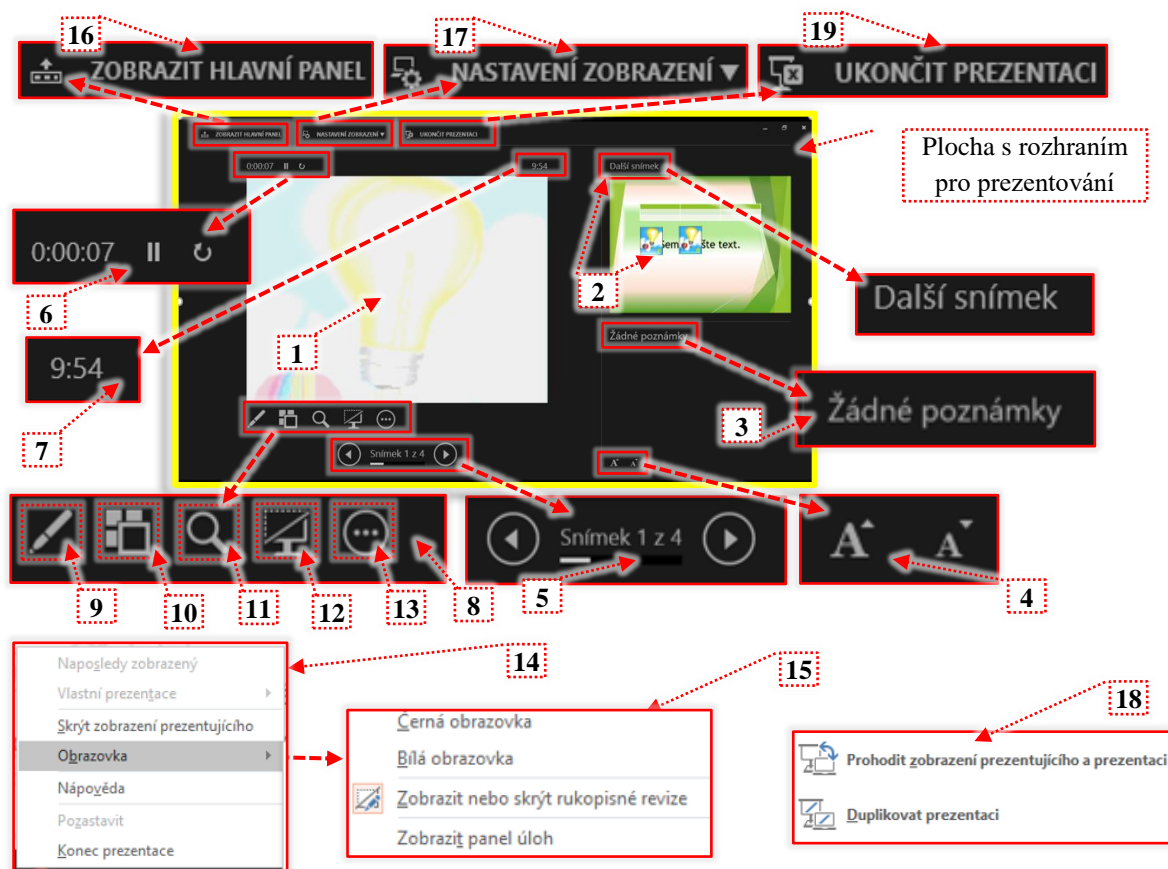 16
17
19
ZOBRAZIT HLAVNÍ PANEL
NASTAVENÍ ZOBRAZENÍ
UKONČIT PREZENTACI
ZOBRAZIT HLAVNÍ PANEL
NASTAVENÍ ZOBRAZENÍ
UKONČIT PREZENTACI
Plocha s rozhraním
pro prezentování
0:00:07
9:54
Další snímek
0:00:07
6
Sem
šte text.
2
Další snímek
1
Žádné poznámky
9:54
7
Žádné poznámky
3
Snímek 1 z 4
A A
Snímek 1 z 4
A A
9
10
11
12
13
8
5
4
Naposledy zobrazený
Vlastní prezentace
Skrýt zobrazení prezentujícího
Obrazovka
Nápověda
Pozastavit
Konec prezentace
14
15
Černá obrazovka
Bílá obrazovka
Zobrazit nebo skrýt rukopisné revize
Zobrazit panel úloh
18
Prohodit zobrazení prezentujícího a prezentaci
Duplikovat prezentaci